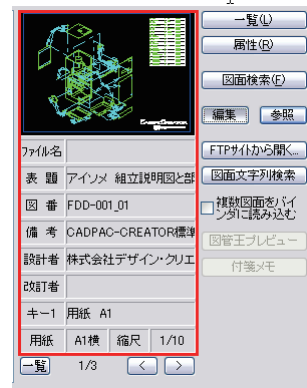 一覧(L)
属性(R)
図面検索(F)
編集 参照
FTPサイトから開く...
図面文字列検索
複数図面をバイ
ンダに読み込む
図管王プレビュー
付箋メモ
ファイル名
表 題 アイソメ 組立説明図と部
図 番 FDD-001_01
備 考 CADPAC-CREATOR標準
設計者 株式会社デザイン・クリエ
改訂者
キー1 用紙 A1
用紙 A1横 縮尺 1/10
一覧 1/3 < >